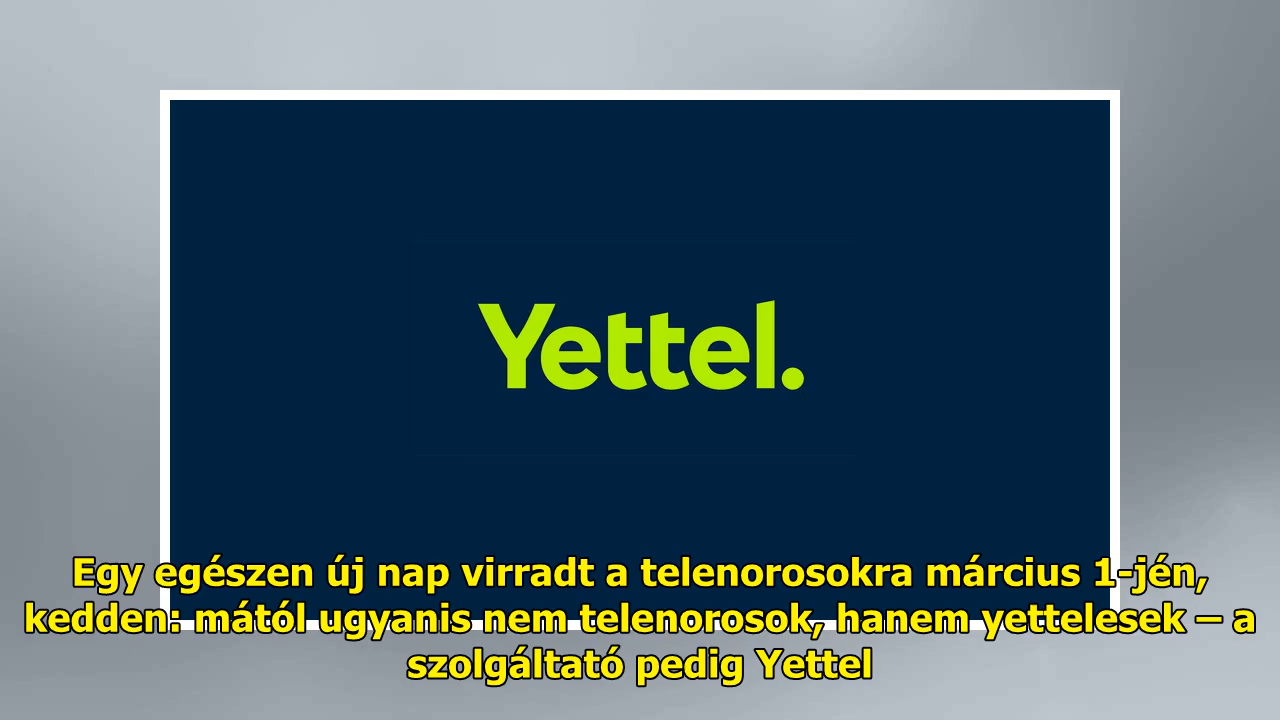 Yettel.
Egy egészen új nap virradt a telenorosokra március 1-jén,
kedden: mától ugyanis nem telenorosok, hanem yettelesek – a
szolgáltató pedig Yettel